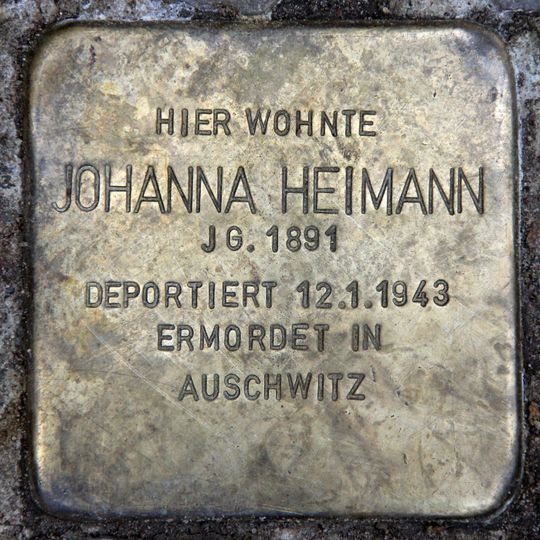 HIER WOHNTE
JOHANNA HEIMANN
JG. 1891
DEPORTIERT 12.1.1943
ERMORDET IN
AUSCHWITZ